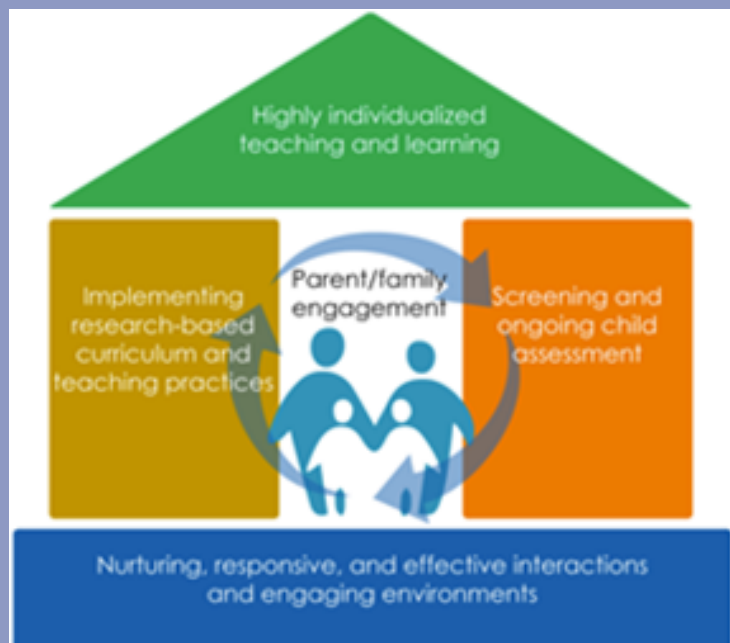 Highly individualized
teaching and learning
Implementing
research-based
curriculum and
teaching practices
Parent/family
engagement
Screening and
ongoing child
assessment
Nurturing, responsive, and effective interactions
and engaging environments